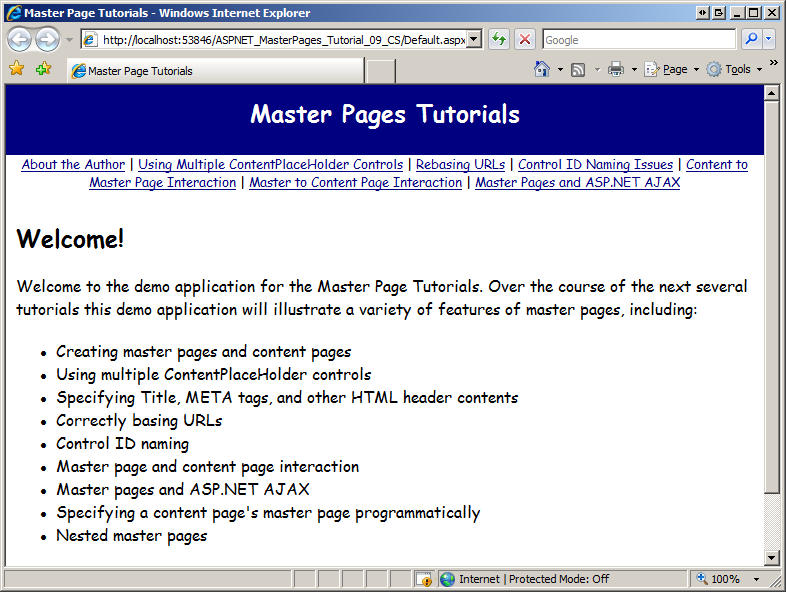 Master Page Tutorials - Windows Internet Explorer
http://localhost:53846/ASPNET_MasterPages_Tutorial_09_CS/Default.aspx
Google
Master Page Tutorials
Page
Tools
Master Pages Tutorials
About the Author | Using Multiple ContentPlaceHolder Controls | Rebasing URLs | Control ID Naming Issues | Content to
Master Page Interaction | Master to Content Page Interaction | Master Pages and ASP.NET AJAX
Welcome!
Welcome to the demo application for the Master Page Tutorials. Over the course of the next several
tutorials this demo application will illustrate a variety of features of master pages, including:
• Creating master pages and content pages
• Using multiple ContentPlaceHolder controls
• Specifying Title, META tags, and other HTML header contents
• Correctly basing URLs
• Control ID naming
• Master page and content page interaction
• Master pages and ASP.NET AJAX
• Specifying a content page's master page programmatically
• Nested master pages
Internet | Protected Mode: Off
100%